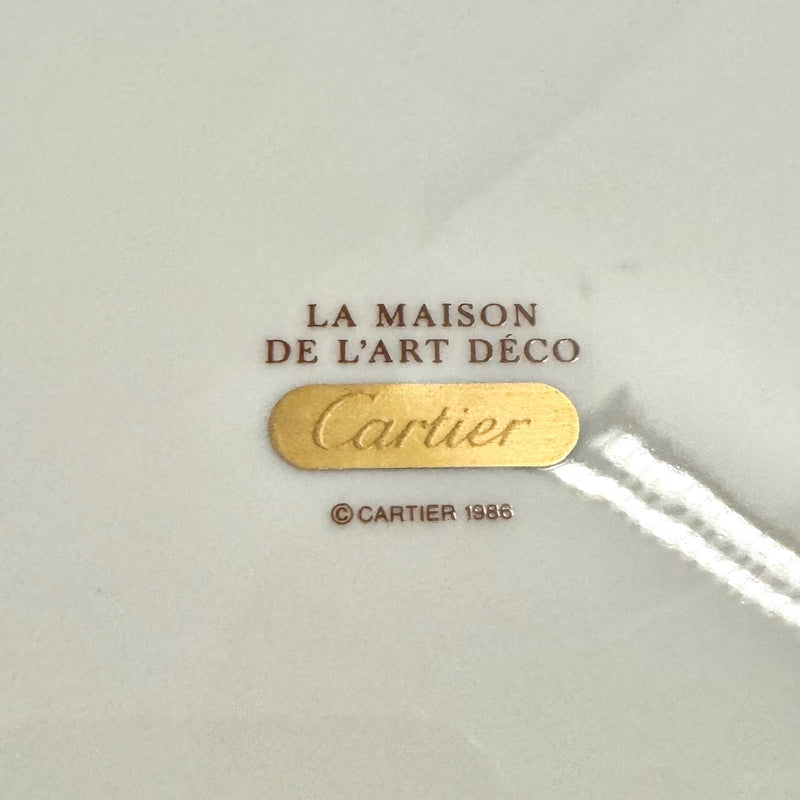 LA MAISON
DE L'ART DÉCO
Cartier
© CARTIER 1986